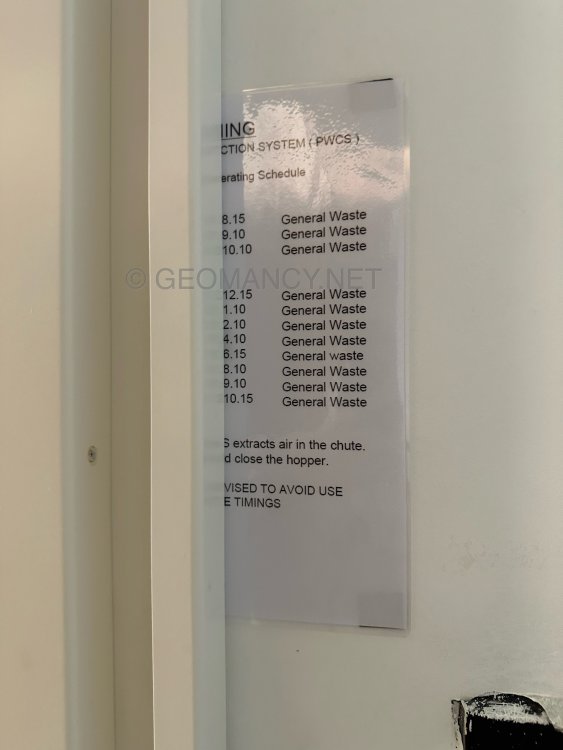 NING
CTION SYSTEM ( PWCS )
erating Schedule
8.15 General Waste
9.10 General Waste
10.10 General Waste
© GEOMANCY.NET
12.15 General Waste
1.10 General Waste
2.10 General Waste
4.10 General Waste
6.15 General waste
8.10 General Waste
9.10 General Waste
10.15 General Waste
S extracts air in the chute.
d close the hopper.
VISED TO AVOID USE
E TIMINGS